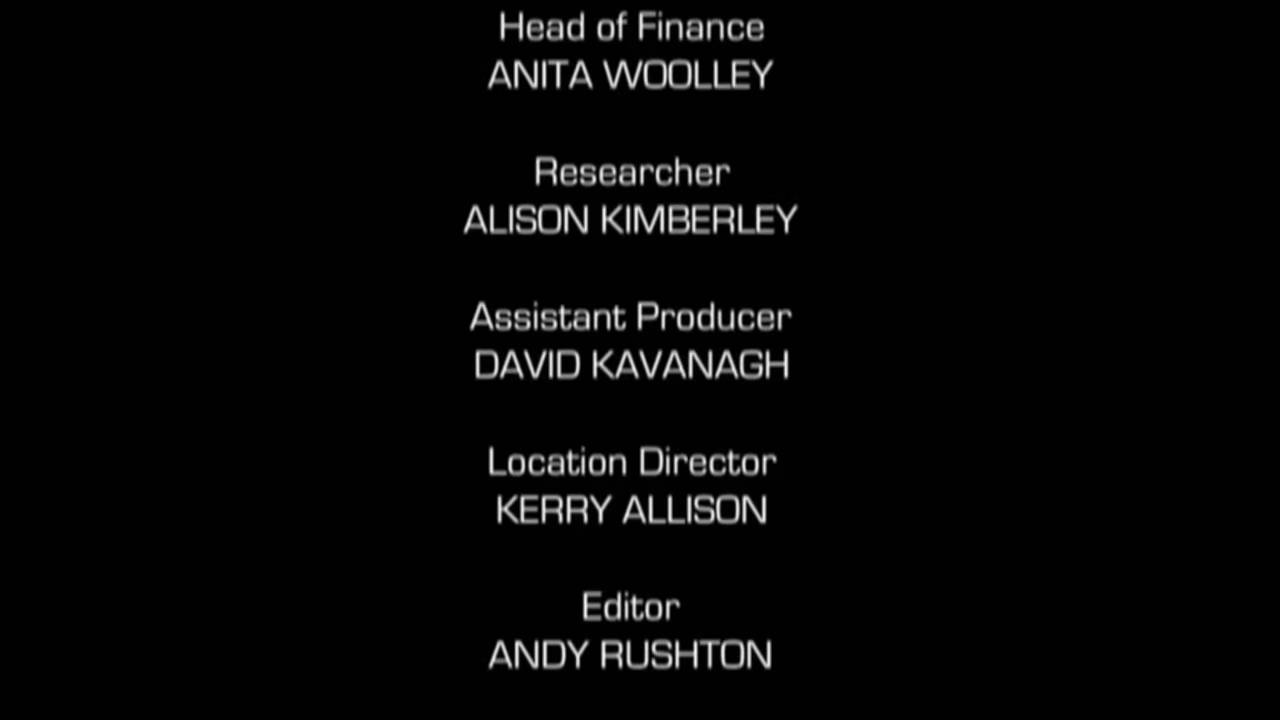 Head of Finance
ANITA WOOLLEY
Researcher
ALISON KIMBERLEY
Assistant Producer
DAVID KAVANAGH
Location Director
KERRY ALLISON
Editor
ANDY RUSHTON